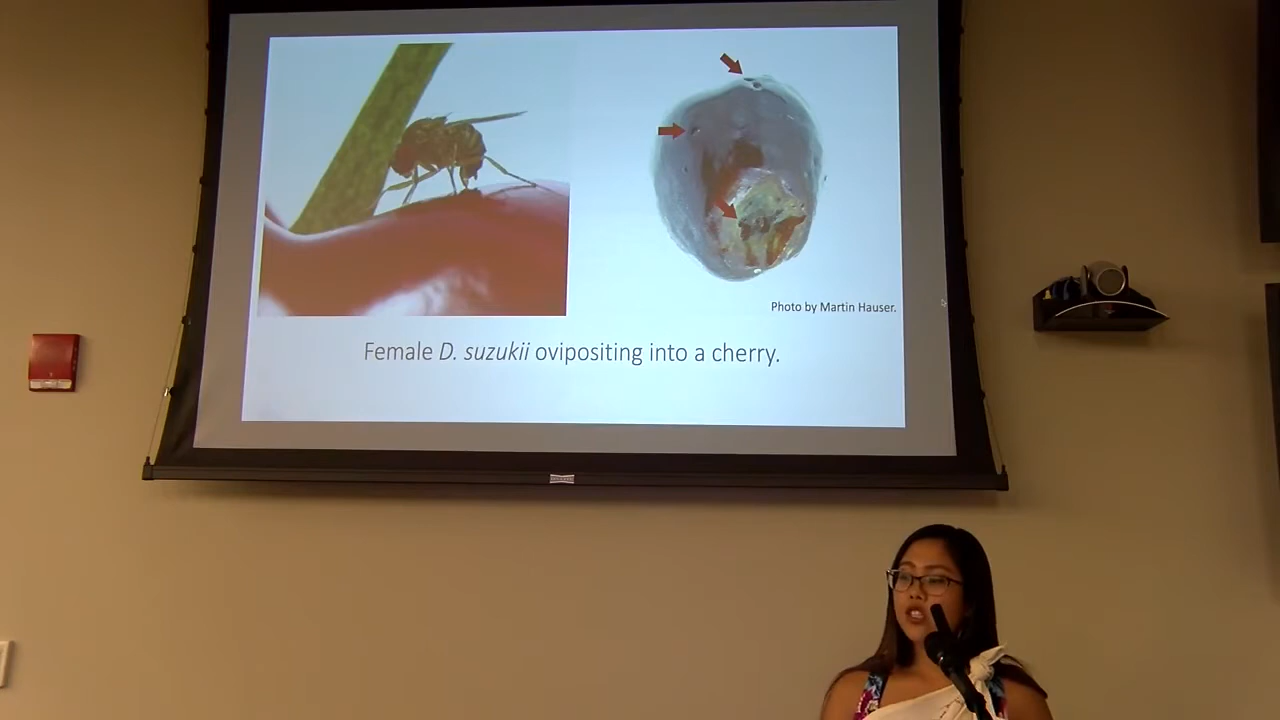 Photo by Martin Hauser.
Female D. suzukii ovipositing into a cherry.